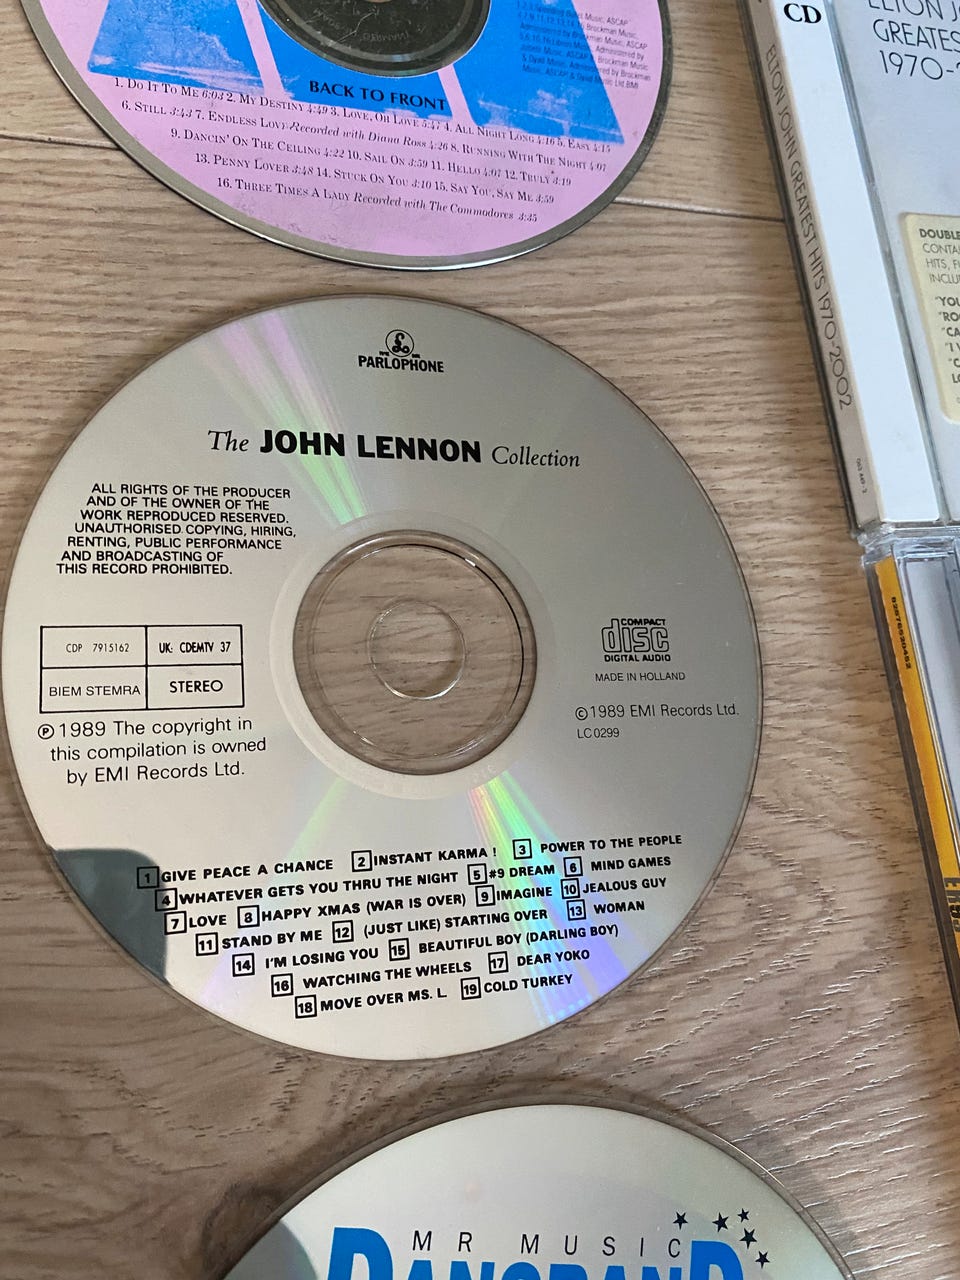 BACK TO FRONT
1. DO IT TO ME 6:03 2. MY DESTINY 4:49 3. LOVE, OH LOVE 5:47 4. ALL NIGHT LONG 4:16 5. EASY 4:15
6. STILL 3:43 7. ENDLESS LOVE Recorded with Diana Ross 4:26 8. RUNNING WITH THE NIGHT 4:07
9. DANCIN' ON THE CEILING 4:22 10. SAIL ON 3:59 11. HELLO 4:07 12. TRULY 3:19
13. PENNY LOVER 3:48 14. STUCK ON YOU 3:10 15. SAY YOU, SAY ME 3:59
16. THREE TIMES A LADY Recorded with The Commodores 3:35
CD
GREATES
1970-
ELTON JOHN GREATEST HITS 1970-2002
DOUBLE
CONTA
HITS, F
INCLU
"YOU
"RO
"CA
"I V
"C
LO
PARLOPHONE
The JOHN LENNON Collection
ALL RIGHTS OF THE PRODUCER
AND OF THE OWNER OF THE
WORK REPRODUCED RESERVED.
UNAUTHORISED COPYING, HIRING,
RENTING, PUBLIC PERFORMANCE
AND BROADCASTING OF
THIS RECORD PROHIBITED.
CDP 7915162
UK: CDEMTV 37
BIEM STEMRA
STEREO
℗ 1989 The copyright in
this compilation is owned
by EMI Records Ltd.
COMPACT
disc
DIGITAL AUDIO
MADE IN HOLLAND
© 1989 EMI Records Ltd.
LC 0299
1 GIVE PEACE A CHANCE 2 INSTANT KARMA! 3 POWER TO THE PEOPLE
4 WHATEVER GETS YOU THRU THE NIGHT 5 #9 DREAM 6 MIND GAMES
7 LOVE 8 HAPPY XMAS (WAR IS OVER) 9 IMAGINE 10 JEALOUS GUY
11 STAND BY ME 12 (JUST LIKE) STARTING OVER 13 WOMAN
14 I'M LOSING YOU 15 BEAUTIFUL BOY (DARLING BOY)
16 WATCHING THE WHEELS 17 DEAR YOKO
18 MOVE OVER MS. L 19 COLD TURKEY
MR MUSIC